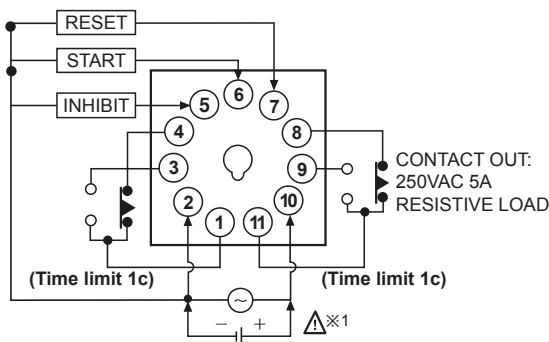 RESET
START
INHIBIT
5
6
7
4
8
3
9
2
10
1
11
CONTACT OUT:
250VAC 5A
RESISTIVE LOAD
(Time limit 1c)
(Time limit 1c)
~
− +
⚠※1